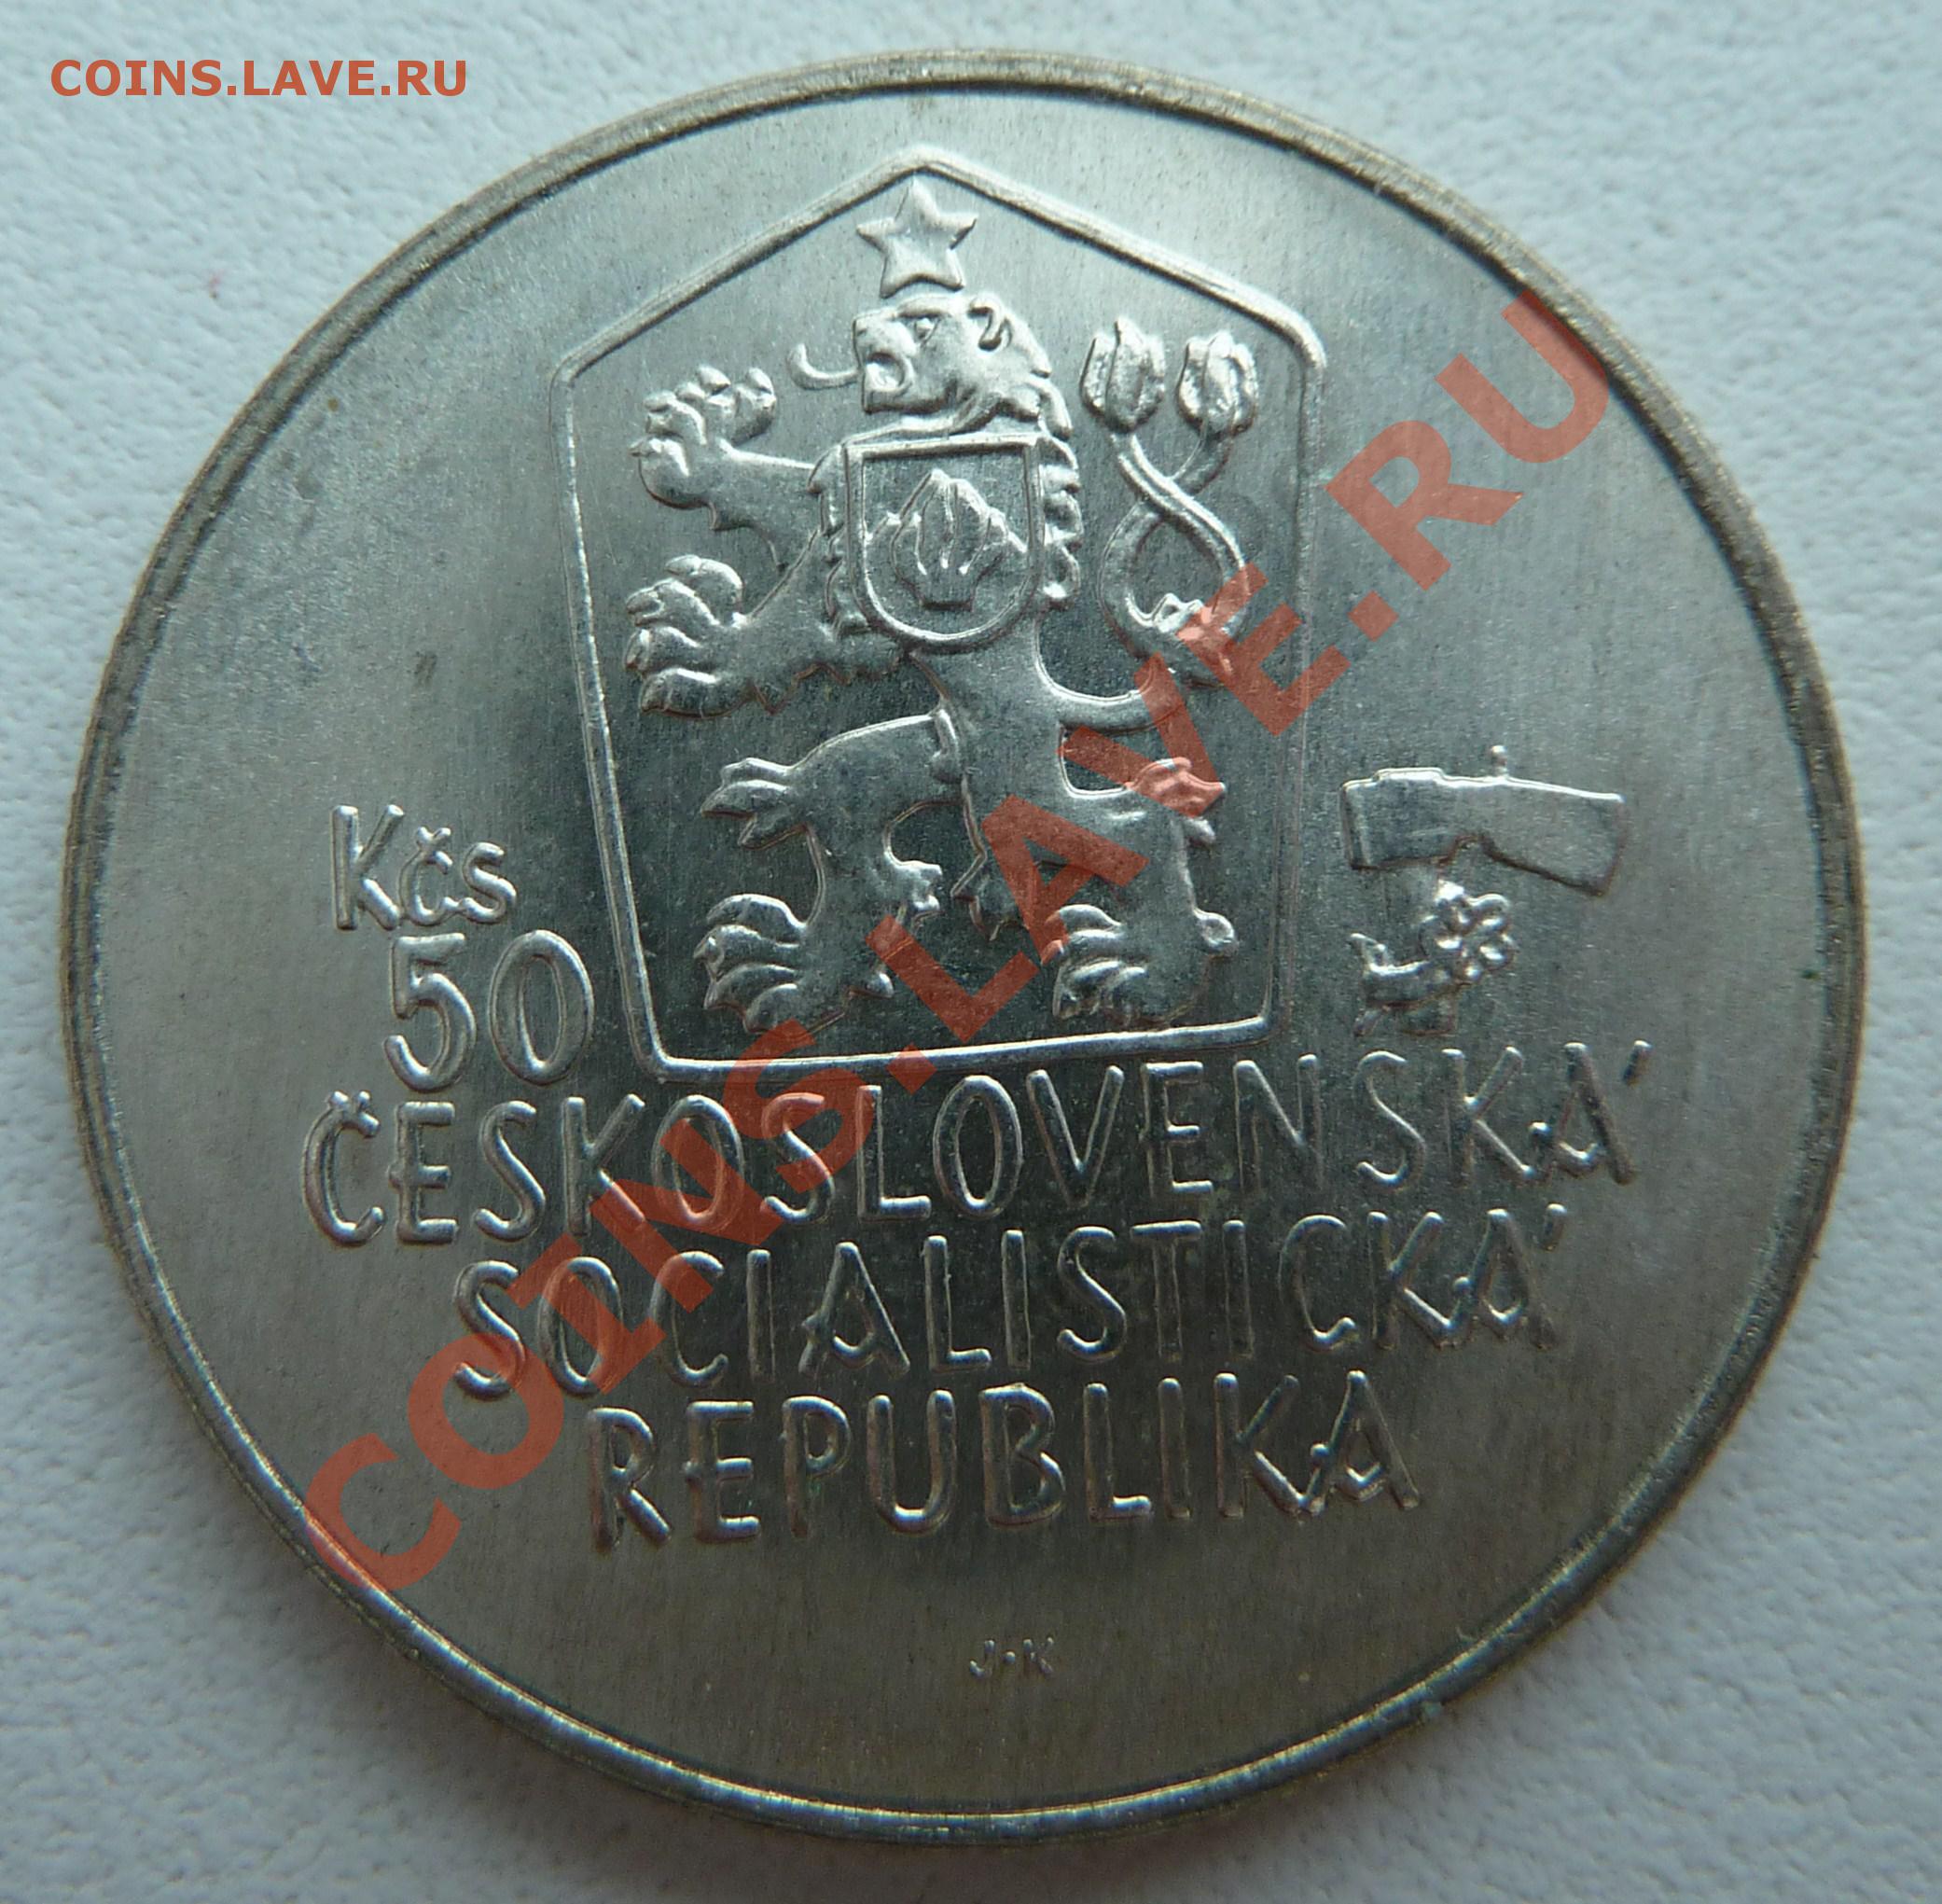 COINS.LAVE.RU
Kčs
50
ČESKOSLOVENSKÁ
SOCIALISTICKÁ
REPUBLIKA
J·K
COINS.LAVE.RU